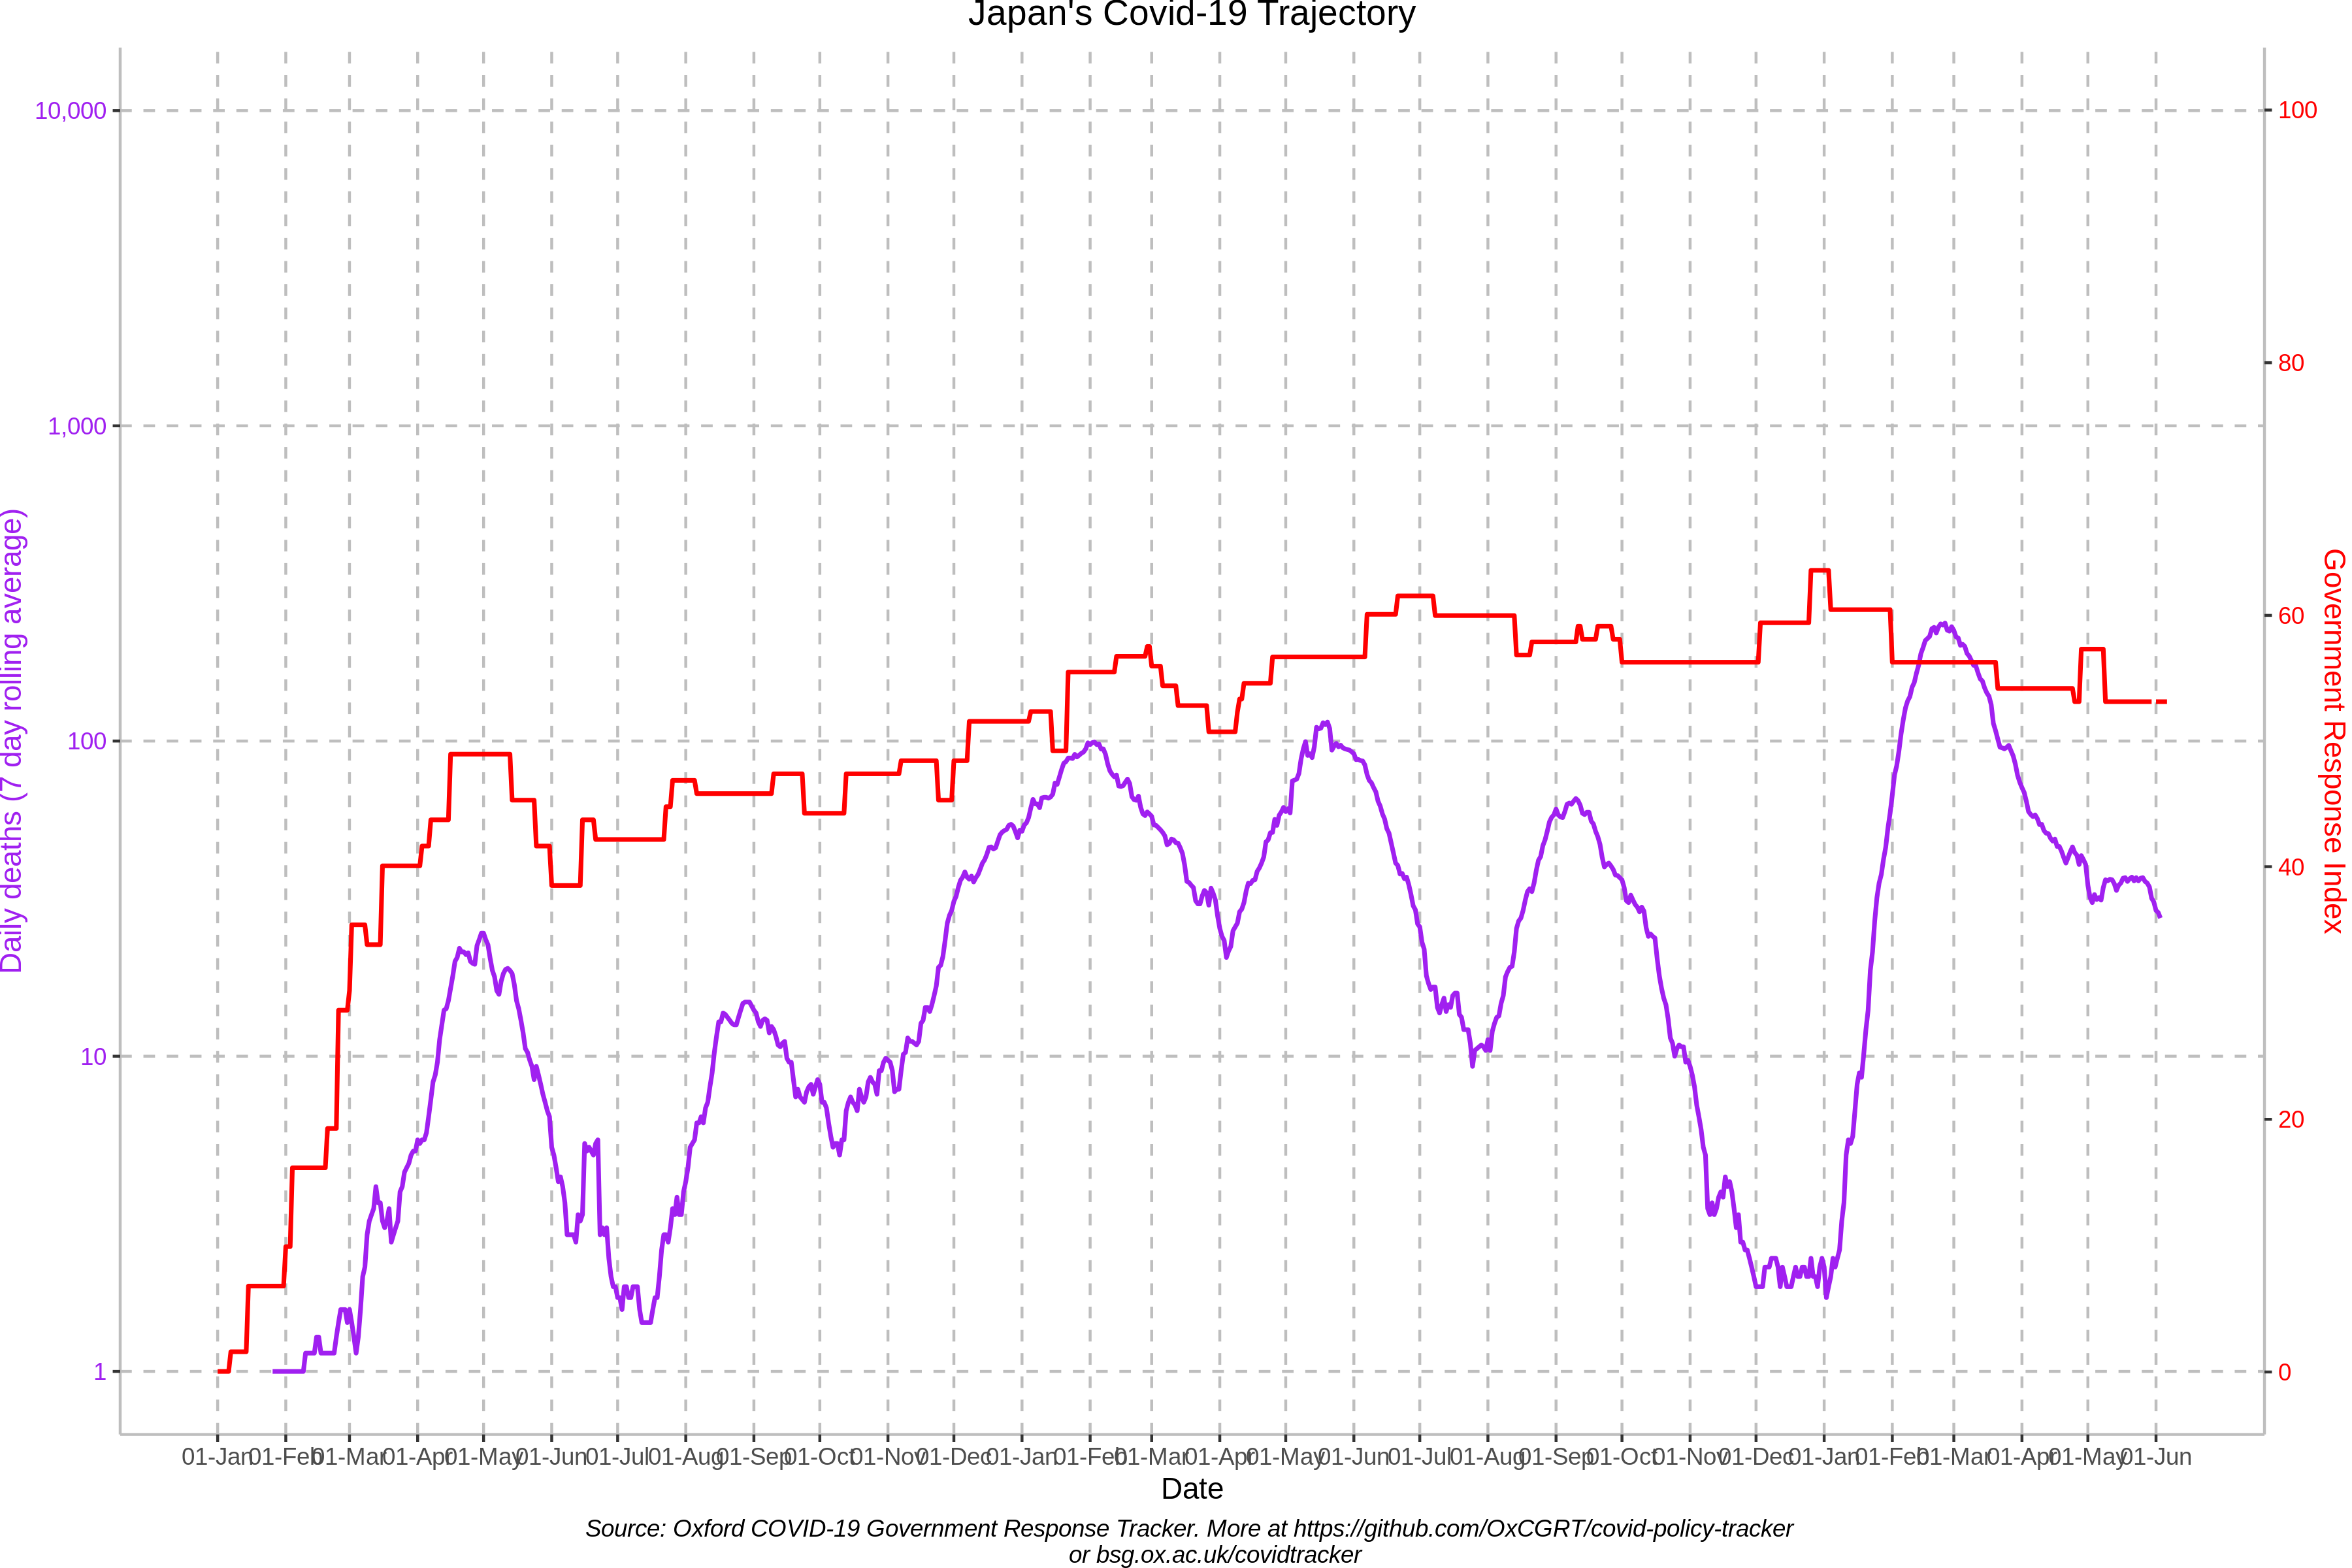 Japan's Covid-19 Trajectory
10,000
1,000
100
10
1
Daily deaths (7 day rolling average)
100
80
60
40
20
0
Government Response Index
01-Jan 01-Feb 01-Mar 01-Apr 01-May 01-Jun 01-Jul 01-Aug 01-Sep 01-Oct 01-Nov 01-Dec 01-Jan 01-Feb 01-Mar 01-Apr 01-May 01-Jun 01-Jul 01-Aug 01-Sep 01-Oct 01-Nov 01-Dec 01-Jan 01-Feb 01-Mar 01-Apr 01-May 01-Jun
Date
Source: Oxford COVID-19 Government Response Tracker. More at https://github.com/OxCGRT/covid-policy-tracker
or bsg.ox.ac.uk/covidtracker